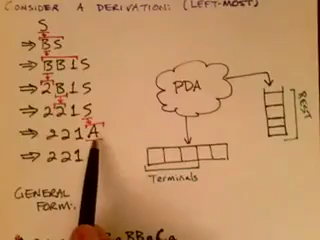 CONSIDER A DERIVATION: (LEFT-MOST)
S
⇒ BS
⇒ BB1S
⇒ 2B1S
⇒ 221S
⇒ 221A
⇒ 221
PDA
REST
Terminals
GENERAL
FORM: